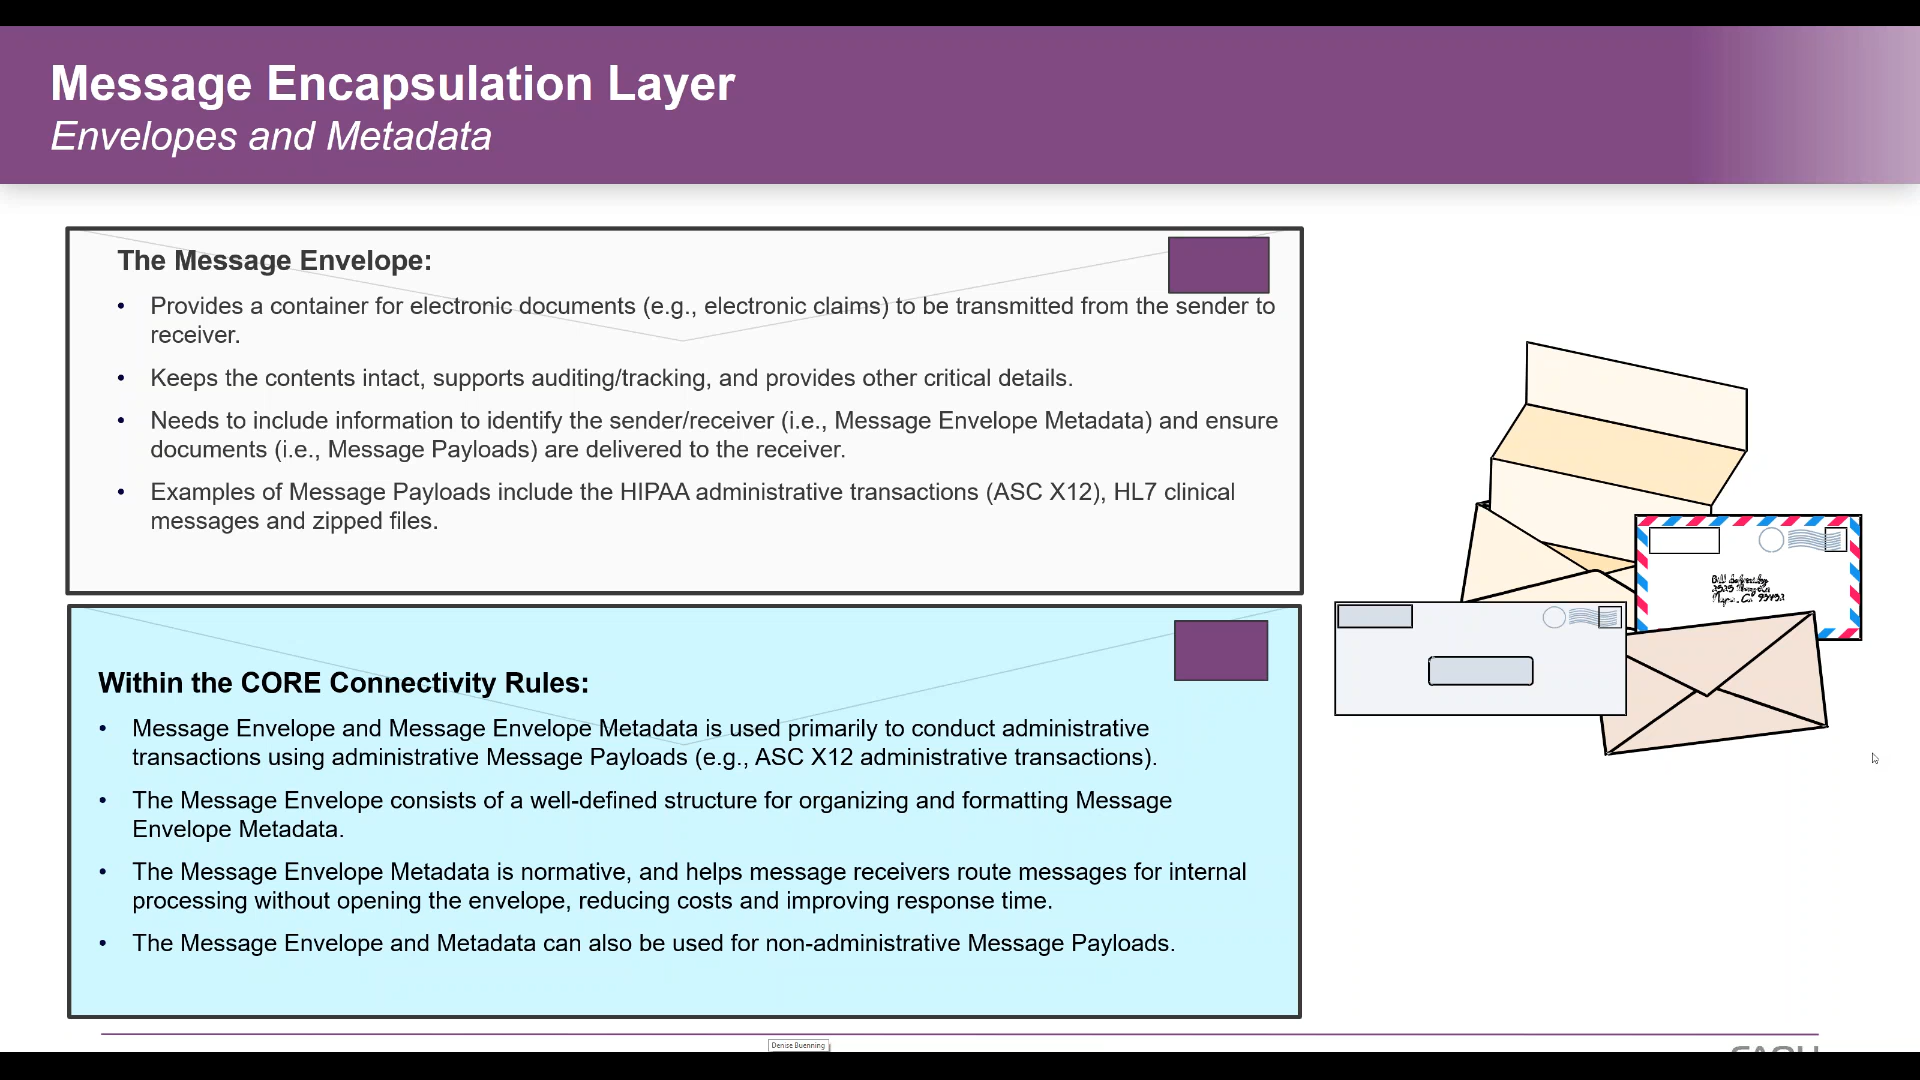 Message Encapsulation Layer
Envelopes and Metadata
The Message Envelope:
• Provides a container for electronic documents (e.g., electronic claims) to be transmitted from the sender to
receiver.
• Keeps the contents intact, supports auditing/tracking, and provides other critical details.
• Needs to include information to identify the sender/receiver (i.e., Message Envelope Metadata) and ensure
documents (i.e., Message Payloads) are delivered to the receiver.
• Examples of Message Payloads include the HIPAA administrative transactions (ASC X12), HL7 clinical
messages and zipped files.
Within the CORE Connectivity Rules:
• Message Envelope and Message Envelope Metadata is used primarily to conduct administrative
transactions using administrative Message Payloads (e.g., ASC X12 administrative transactions).
• The Message Envelope consists of a well-defined structure for organizing and formatting Message
Envelope Metadata.
• The Message Envelope Metadata is normative, and helps message receivers route messages for internal
processing without opening the envelope, reducing costs and improving response time.
• The Message Envelope and Metadata can also be used for non-administrative Message Payloads.
Denise Buenning